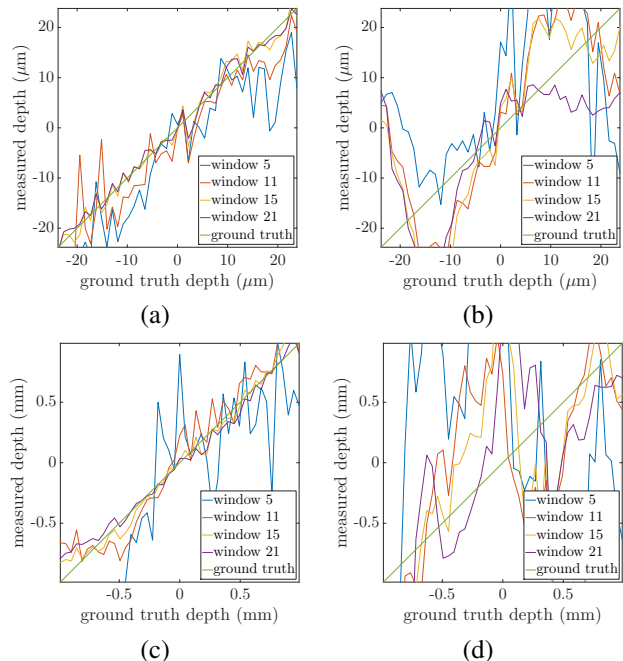 20
10
0
-10
-20
measured depth (μm)
window 5
window 11
window 15
window 21
ground truth
-20 -10 0 10 20
ground truth depth (μm)
(a)
20
10
0
-10
-20
measured depth (μm)
window 5
window 11
window 15
window 21
ground truth
-20 -10 0 10 20
ground truth depth (μm)
(b)
0.5
0
-0.5
measured depth (mm)
window 5
window 11
window 15
window 21
ground truth
-0.5 0 0.5
ground truth depth (mm)
(c)
0.5
0
-0.5
measured depth (mm)
window 5
window 11
window 15
window 21
ground truth
-0.5 0 0.5
ground truth depth (mm)
(d)